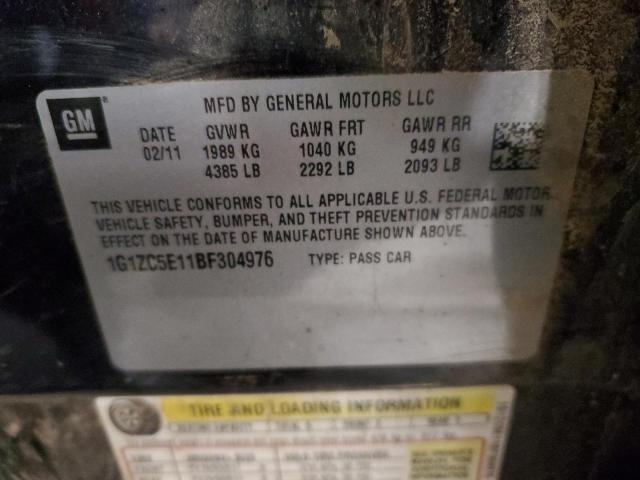 GM
MFD BY GENERAL MOTORS LLC
DATE GVWR GAWR FRT GAWR RR
02/11 1989 KG 1040 KG 949 KG
4385 LB 2292 LB 2093 LB
THIS VEHICLE CONFORMS TO ALL APPLICABLE U.S. FEDERAL MOTOR
VEHICLE SAFETY, BUMPER, AND THEFT PREVENTION STANDARDS IN
EFFECT ON THE DATE OF MANUFACTURE SHOWN ABOVE.
1G1ZC5E11BF304976 TYPE: PASS CAR
TIRE AND LOADING INFORMATION